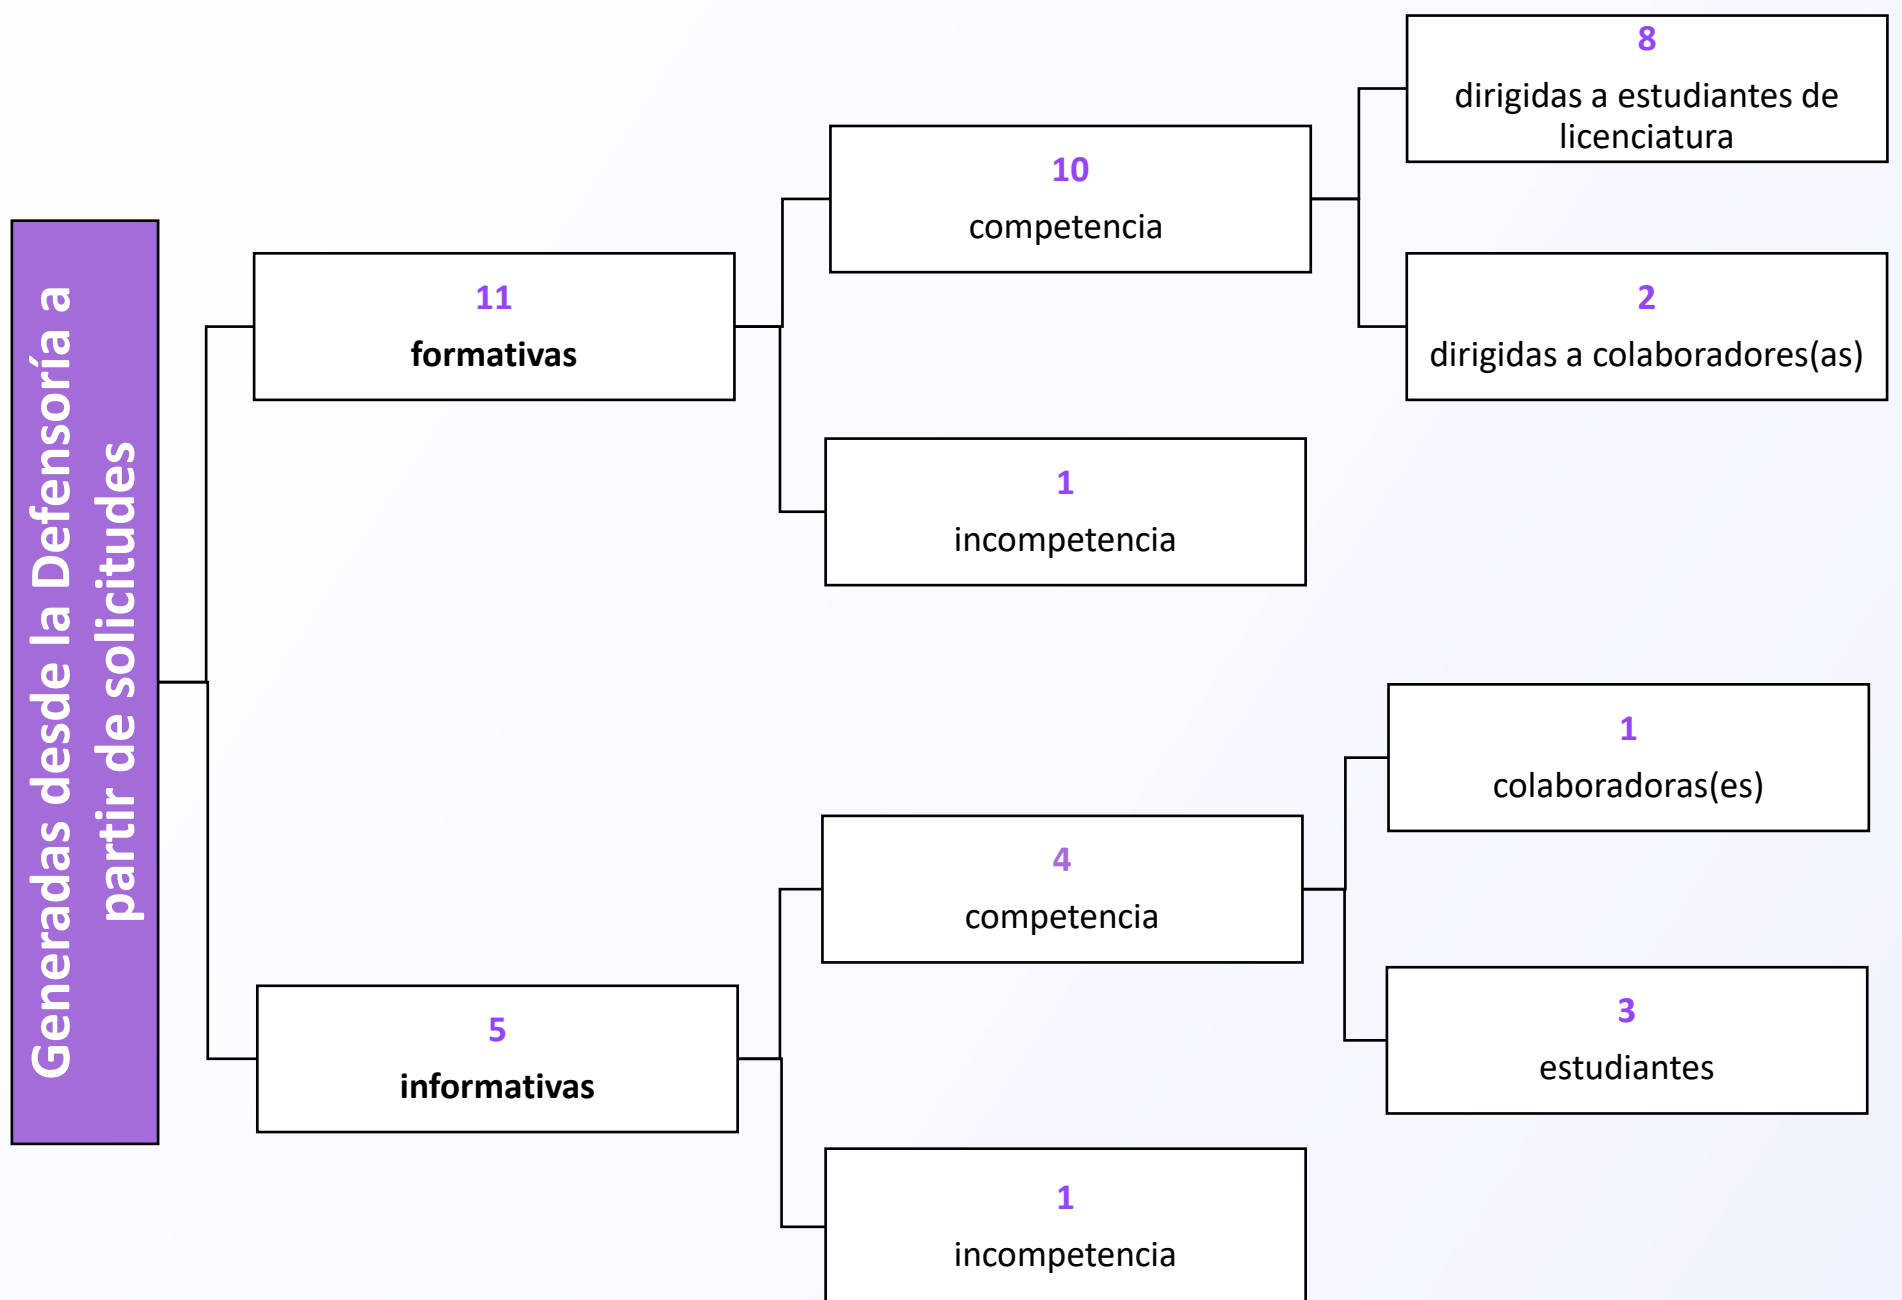 Generadas desde la Defensoría a
partir de solicitudes
11
formativas
10
competencia
8
dirigidas a estudiantes de
licenciatura
2
dirigidas a colaboradores(as)
1
incompetencia
5
informativas
4
competencia
1
colaboradoras(es)
3
estudiantes
1
incompetencia